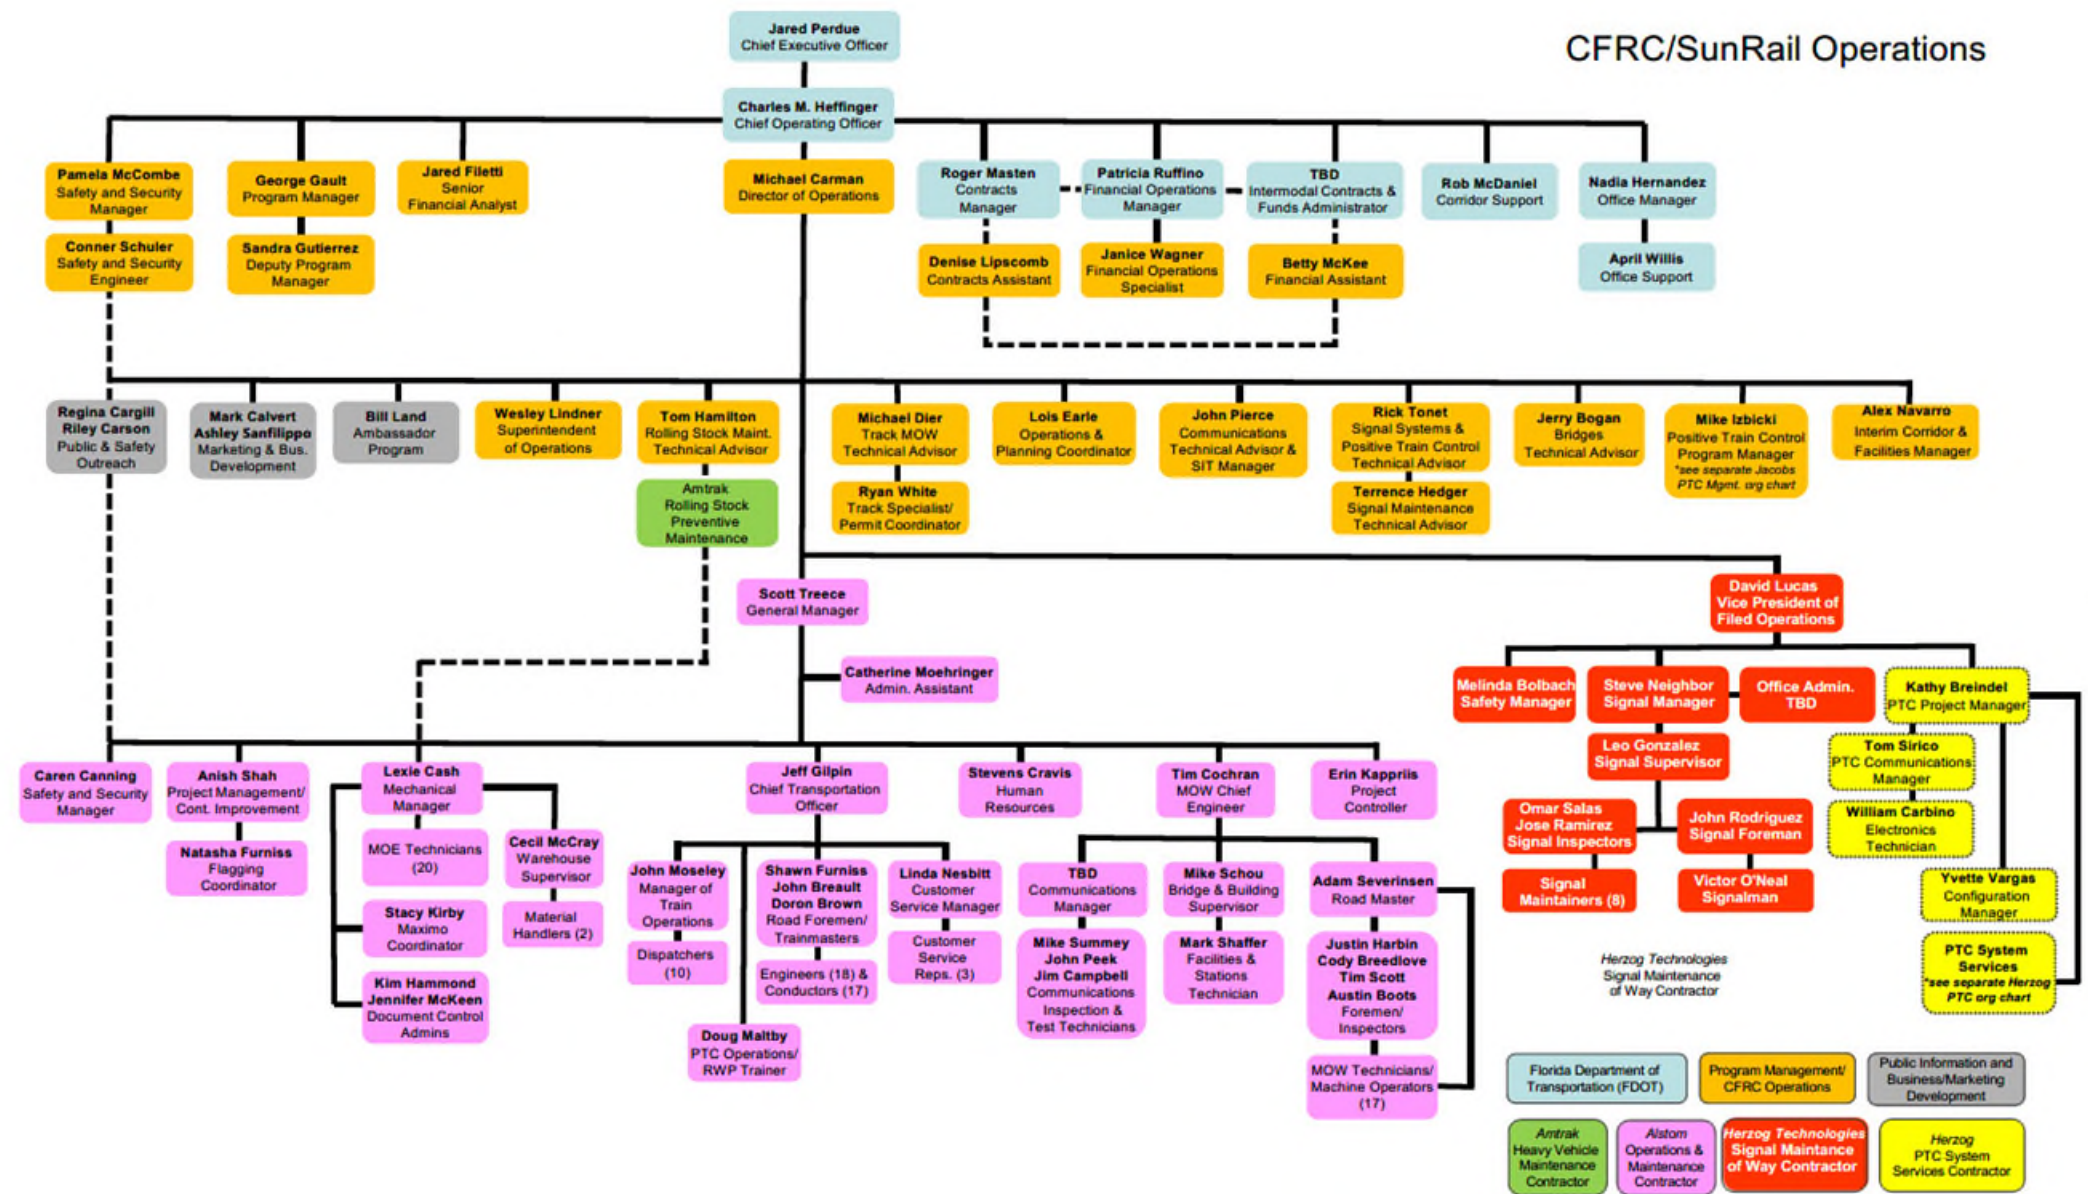 CFRC/SunRail Operations
Jared Perdue
Chief Executive Officer
Charles M. Heffinger
Chief Operating Officer
Pamela McCombe
Safety and Security
Manager
George Gault
Program Manager
Jared Filetti
Senior
Financial Analyst
Michael Carman
Director of Operations
Roger Masten
Contracts
Manager
Patricia Ruffino
Financial Operations
Manager
TBD
Intermodal Contracts &
Funds Administrator
Rob McDaniel
Corridor Support
Nadia Hernandez
Office Manager
Conner Schuler
Safety and Security
Engineer
Sandra Gutierrez
Deputy Program
Manager
Denise Lipscomb
Contracts Assistant
Janice Wagner
Financial Operations
Specialist
Betty McKee
Financial Assistant
April Willis
Office Support
Regina Cargill
Riley Carson
Public & Safety
Outreach
Mark Calvert
Ashley Sanfilippo
Marketing & Bus.
Development
Bill Land
Ambassador
Program
Wesley Lindner
Superintendent
of Operations
Tom Hamilton
Rolling Stock Maint.
Technical Advisor
Michael Dier
Track MOW
Technical Advisor
Lois Earle
Operations &
Planning Coordinator
John Pierce
Communications
Technical Advisor &
SIT Manager
Rick Tonet
Signal Systems &
Positive Train Control
Technical Advisor
Jerry Bogan
Bridges
Technical Advisor
Mike Izbicki
Positive Train Control
Program Manager
*see separate Jacobs
PTC Mgmt. org chart
Alex Navarro
Interim Corridor &
Facilities Manager
Amtrak
Rolling Stock
Preventive
Maintenance
Ryan White
Track Specialist/
Permit Coordinator
Terrence Hedger
Signal Maintenance
Technical Advisor
Scott Treece
General Manager
David Lucas
Vice President of
Filed Operations
Catherine Moehringer
Admin. Assistant
Melinda Bolbach
Safety Manager
Steve Neighbor
Signal Manager
Office Admin.
TBD
Kathy Breindel
PTC Project Manager
Leo Gonzalez
Signal Supervisor
Tom Sirico
PTC Communications
Manager
Omar Salas
Jose Ramirez
Signal Inspectors
John Rodriguez
Signal Foreman
William Carbino
Electronics
Technician
Signal
Maintainers (8)
Victor O'Neal
Signalman
Yvette Vargas
Configuration
Manager
PTC System
Services
*see separate Herzog
PTC org chart
Herzog Technologies
Signal Maintenance
of Way Contractor
Caren Canning
Safety and Security
Manager
Anish Shah
Project Management/
Cont. Improvement
Lexie Cash
Mechanical
Manager
Jeff Gilpin
Chief Transportation
Officer
Stevens Cravis
Human
Resources
Tim Cochran
MOW Chief
Engineer
Erin Kappriis
Project
Controller
Natasha Furniss
Flagging
Coordinator
MOE Technicians
(20)
Cecil McCray
Warehouse
Supervisor
Stacy Kirby
Maximo
Coordinator
Material
Handlers (2)
Kim Hammond
Jennifer McKeen
Document Control
Admins
John Moseley
Manager of
Train
Operations
Shawn Furniss
John Breault
Doron Brown
Road Foremen/
Trainmasters
Linda Nesbitt
Customer
Service Manager
TBD
Communications
Manager
Mike Schou
Bridge & Building
Supervisor
Adam Severinsen
Road Master
Dispatchers
(10)
Engineers (18) &
Conductors (17)
Customer
Service
Reps. (3)
Mike Summey
John Peek
Jim Campbell
Communications
Inspection &
Test Technicians
Mark Shaffer
Facilities &
Stations
Technician
Justin Harbin
Cody Breedlove
Tim Scott
Austin Boots
Foremen/
Inspectors
Doug Maltby
PTC Operations/
RWP Trainer
MOW Technicians/
Machine Operators
(17)
Florida Department of
Transportation (FDOT)
Program Management/
CFRC Operations
Public Information and
Business/Marketing
Development
Amtrak
Heavy Vehicle
Maintenance
Contractor
Alstom
Operations &
Maintenance
Contractor
Herzog Technologies
Signal Maintance
of Way Contractor
Herzog
PTC System
Services Contractor